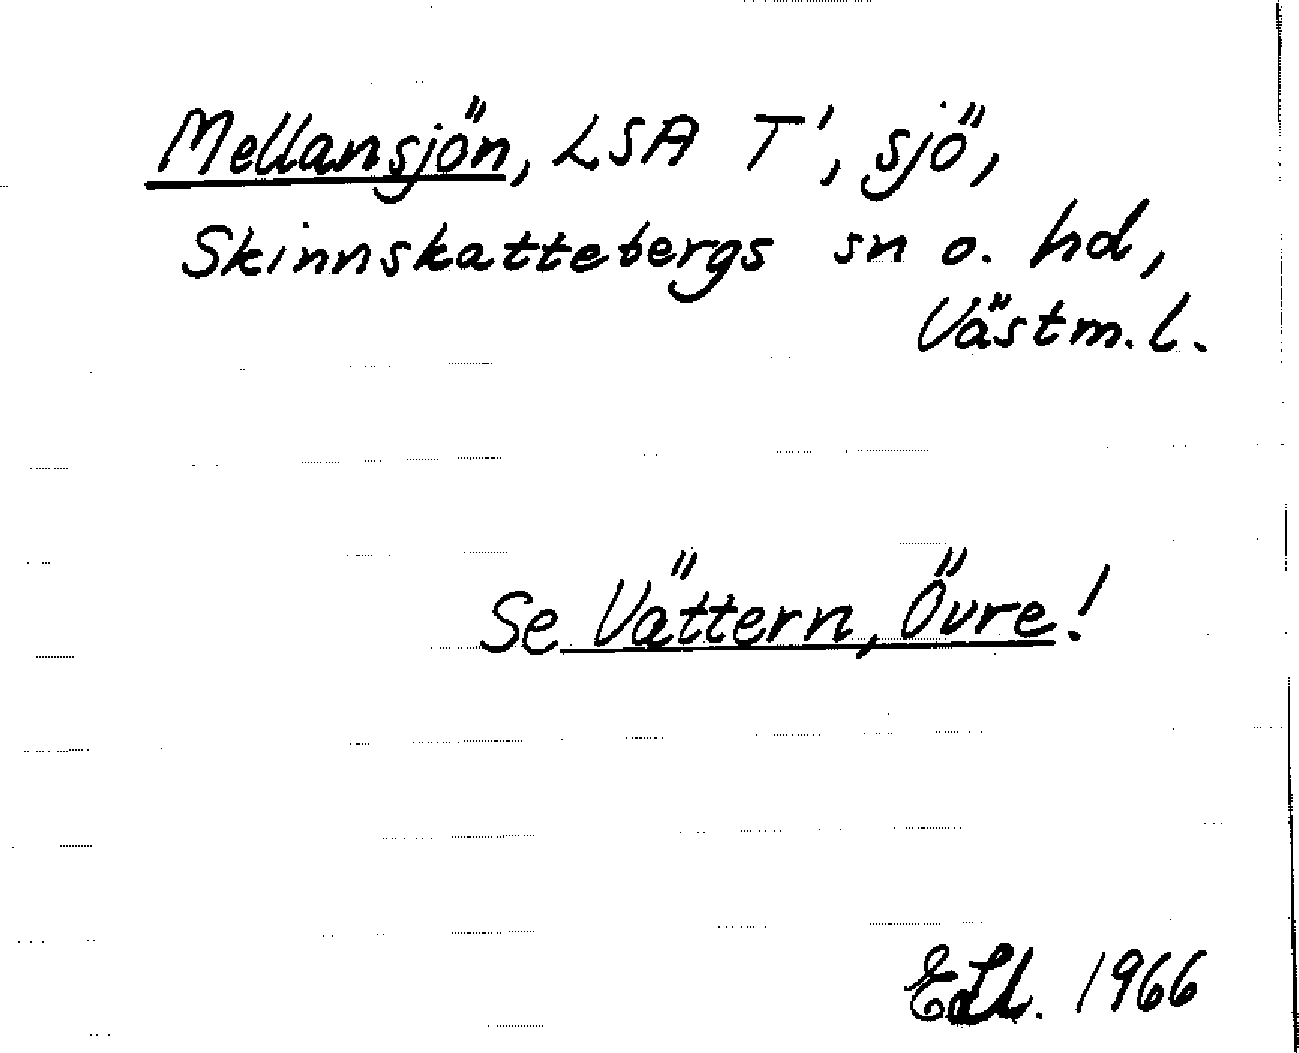 Mellansjön, LSA T', sjö,
Skinnskattebergs sn o. hd,
Västm. l.
Se Vättern, Övre!
1966